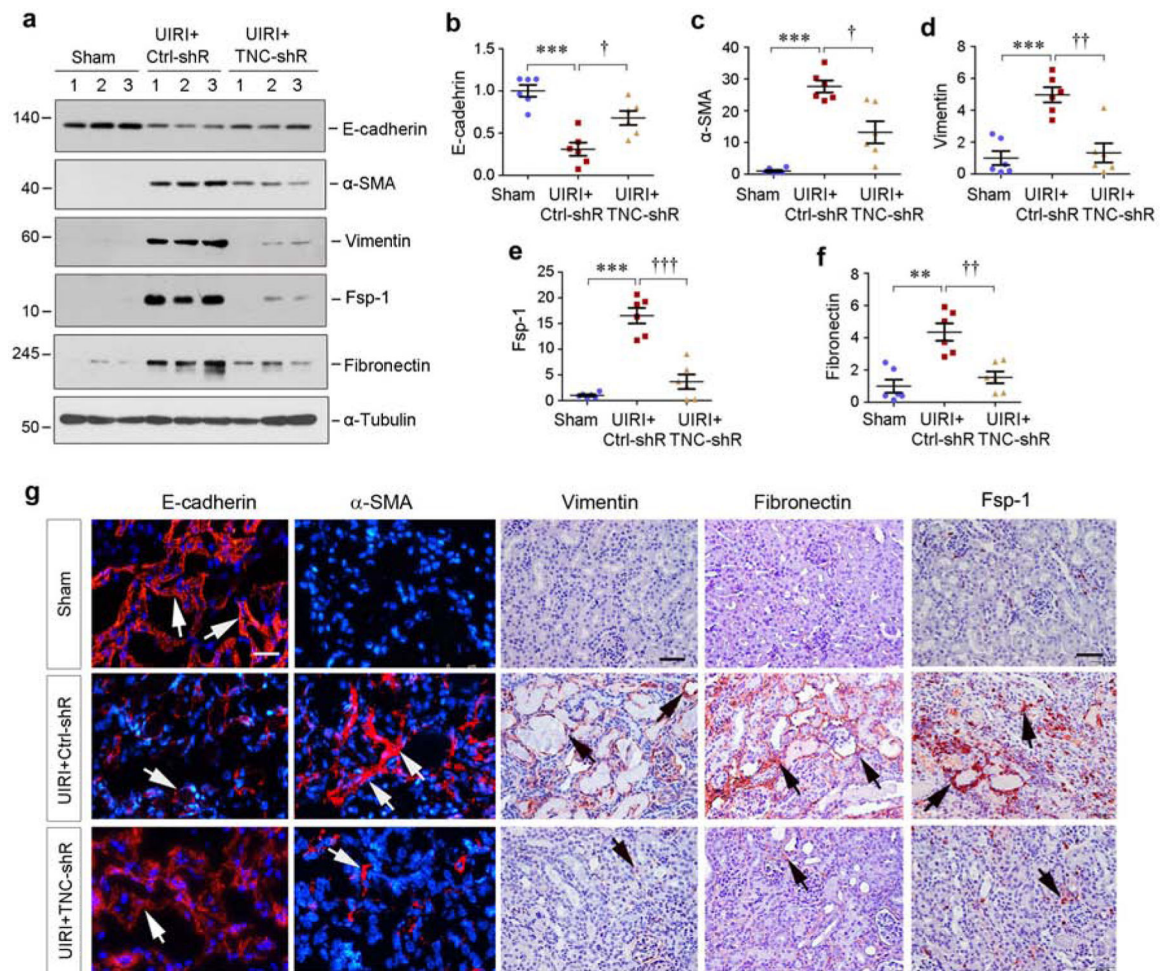 a
UIRI+ UIRI+
Sham Ctrl-shR TNC-shR
1 2 3 1 2 3 1 2 3
140
E-cadherin
40
α-SMA
60
Vimentin
10
Fsp-1
245
Fibronectin
50
α-Tubulin
b
E-cadehrin
1.5
1.0
0.5
0.0
*** †
Sham UIRI+ UIRI+
Ctrl-shR TNC-shR
c
α-SMA
40
30
20
10
0
*** †
Sham UIRI+ UIRI+
Ctrl-shR TNC-shR
d
Vimentin
8
6
4
2
0
*** ††
Sham UIRI+ UIRI+
Ctrl-shR TNC-shR
e
Fsp-1
25
20
15
10
5
0
*** †††
Sham UIRI+ UIRI+
Ctrl-shR TNC-shR
f
Fibronectin
8
6
4
2
0
** ††
Sham UIRI+ UIRI+
Ctrl-shR TNC-shR
g
E-cadherin α-SMA Vimentin Fibronectin Fsp-1
Sham
UIRI+Ctrl-shR
UIRI+TNC-shR